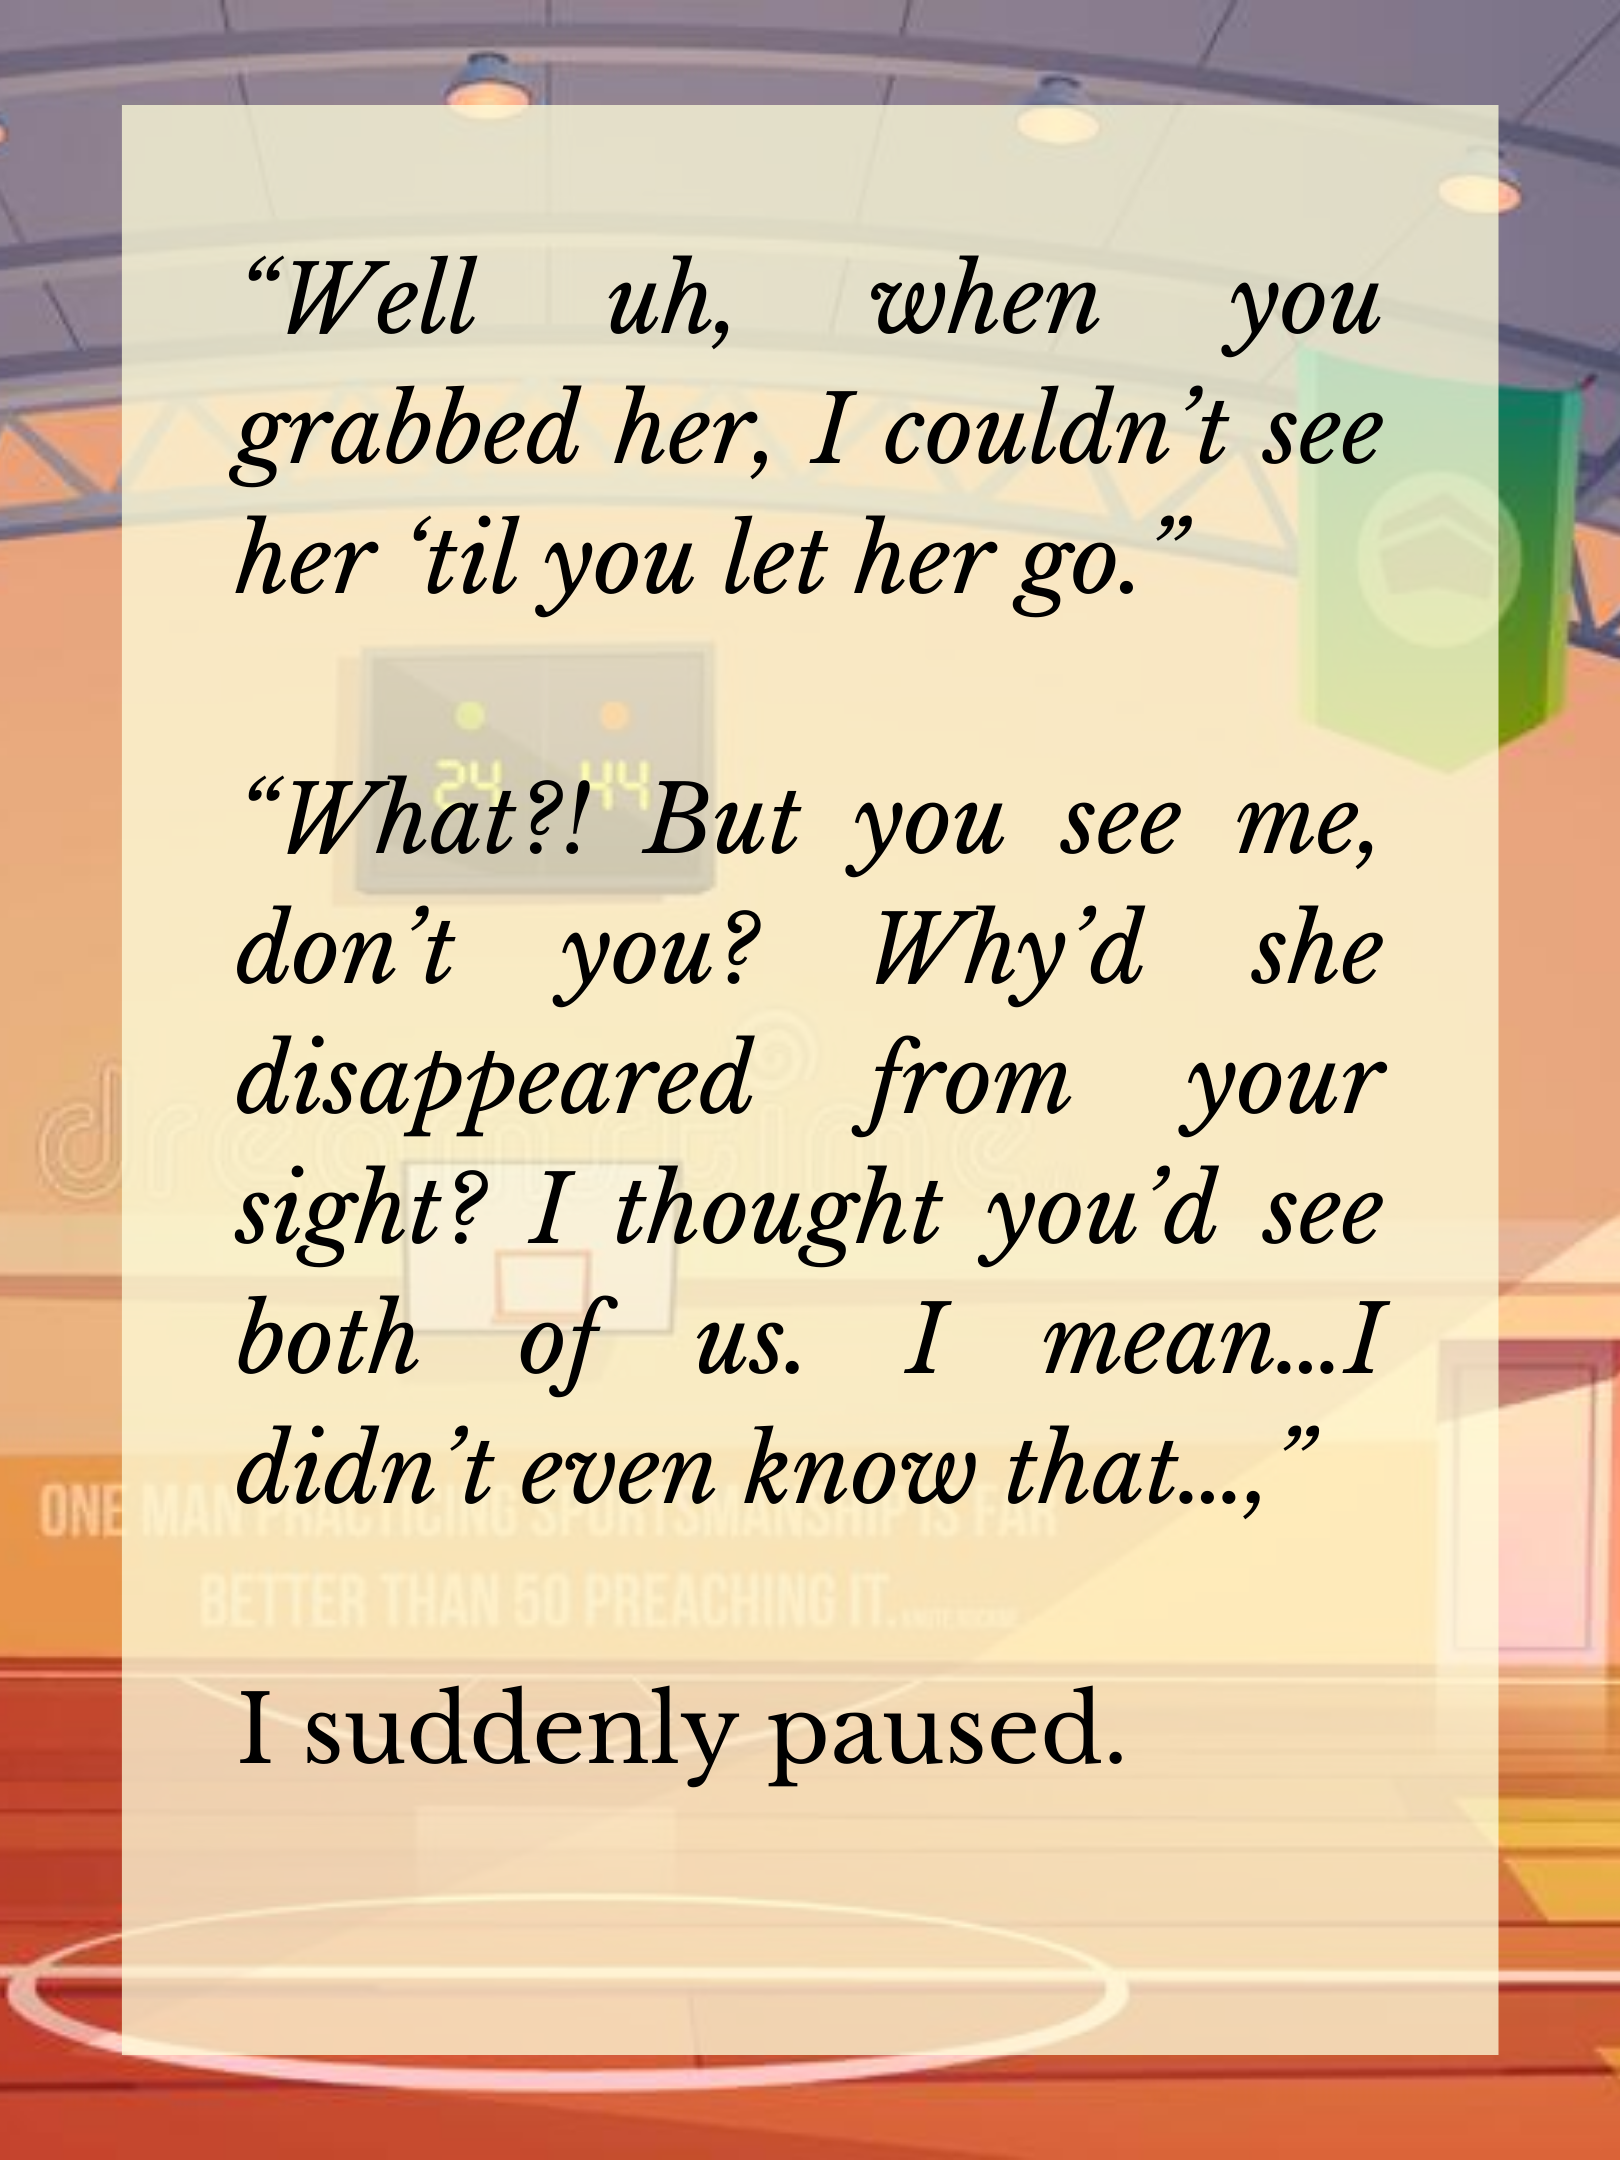 “Well uh, when you
grabbed her, I couldn’t see
her ‘til you let her go.”
24 44
“What?! But you see me,
don’t you? Why’d she
disappeared from your
sight? I thought you’d see
both of us. I mean...I
didn’t even know that...,”
dreamstime
ONE MAN PRACTICING SPORTSMANSHIP IS FAR
BETTER THAN 50 PREACHING IT.
I suddenly paused.